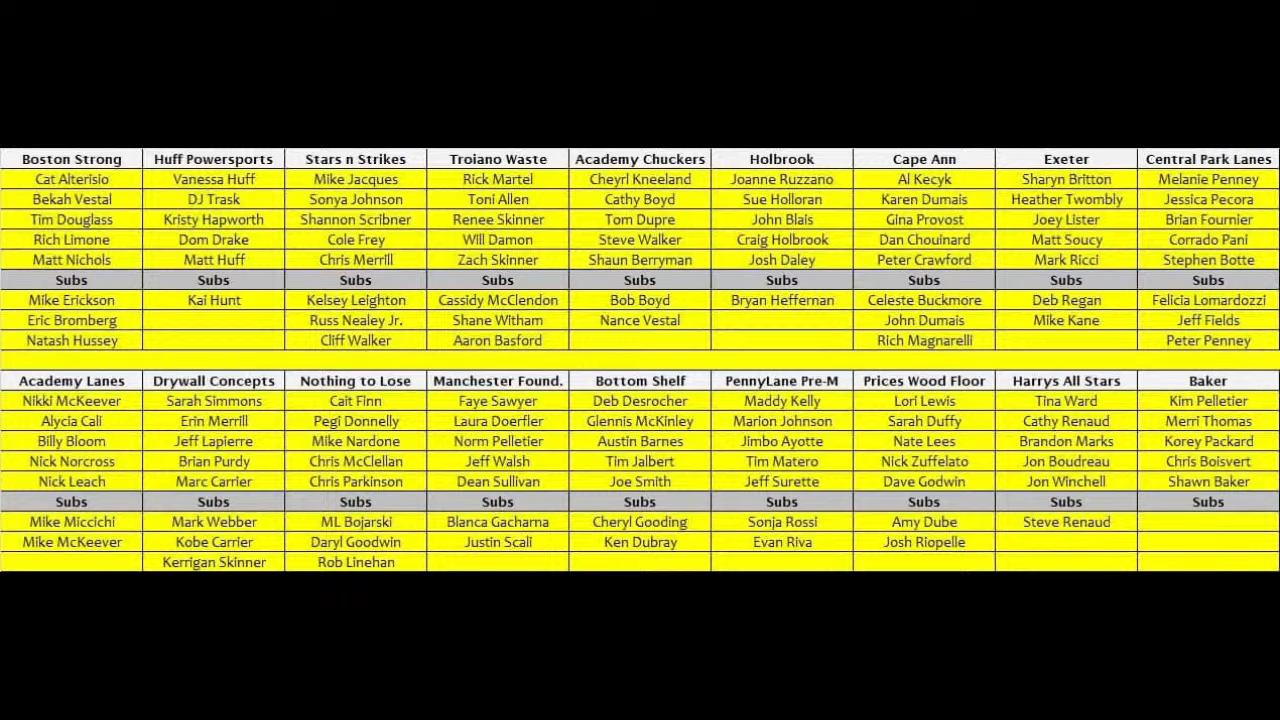 Boston Strong Huff Powersports Stars n Strikes Troiano Waste Academy Chuckers Holbrook Cape Ann Exeter Central Park Lanes
Cat Alterisio Vanessa Huff Mike Jacques Rick Martel Cheyrl Kneeland Joanne Ruzzano Al Kecyk Sharyn Britton Melanie Penney
Bekah Vestal DJ Trask Sonya Johnson Toni Allen Cathy Boyd Sue Holloran Karen Dumais Heather Twombly Jessica Pecora
Tim Douglass Kristy Hapworth Shannon Scribner Renee Skinner Tom Dupre John Blais Gina Provost Joey Lister Brian Fournier
Rich Limone Dom Drake Cole Frey Will Damon Steve Walker Craig Holbrook Dan Chouinard Matt Soucy Corrado Pani
Matt Nichols Matt Huff Chris Merrill Zach Skinner Shaun Berryman Josh Daley Peter Crawford Mark Ricci Stephen Botte
Subs Subs Subs Subs Subs Subs Subs Subs Subs
Mike Erickson Kai Hunt Kelsey Leighton Cassidy McClendon Bob Boyd Bryan Heffernan Celeste Buckmore Deb Regan Felicia Lomardozzi
Eric Bromberg Russ Nealey Jr. Shane Witham Nance Vestal John Dumais Mike Kane Jeff Fields
Natash Hussey Cliff Walker Aaron Basford Rich Magnarelli Peter Penney
Academy Lanes Drywall Concepts Nothing to Lose Manchester Found. Bottom Shelf PennyLane Pre-M Prices Wood Floor Harrys All Stars Baker
Nikki McKeever Sarah Simmons Cait Finn Faye Sawyer Deb Desrocher Maddy Kelly Lori Lewis Tina Ward Kim Pelletier
Alycia Cali Erin Merrill Pegi Donnelly Laura Doerfler Glennis McKinley Marion Johnson Sarah Duffy Cathy Renaud Merri Thomas
Billy Bloom Jeff Lapierre Mike Nardone Norm Pelletier Austin Barnes Jimbo Ayotte Nate Lees Brandon Marks Korey Packard
Nick Norcross Brian Purdy Chris McClellan Jeff Walsh Tim Jalbert Tim Matero Nick Zuffelato Jon Boudreau Chris Boisvert
Nick Leach Marc Carrier Chris Parkinson Dean Sullivan Joe Smith Jeff Surette Dave Godwin Jon Winchell Shawn Baker
Subs Subs Subs Subs Subs Subs Subs Subs Subs
Mike Miccichi Mark Webber ML Bojarski Blanca Gacharna Cheryl Gooding Sonja Rossi Amy Dube Steve Renaud
Mike McKeever Kobe Carrier Daryl Goodwin Justin Scali Ken Dubray Evan Riva Josh Riopelle
Kerrigan Skinner Rob Linehan